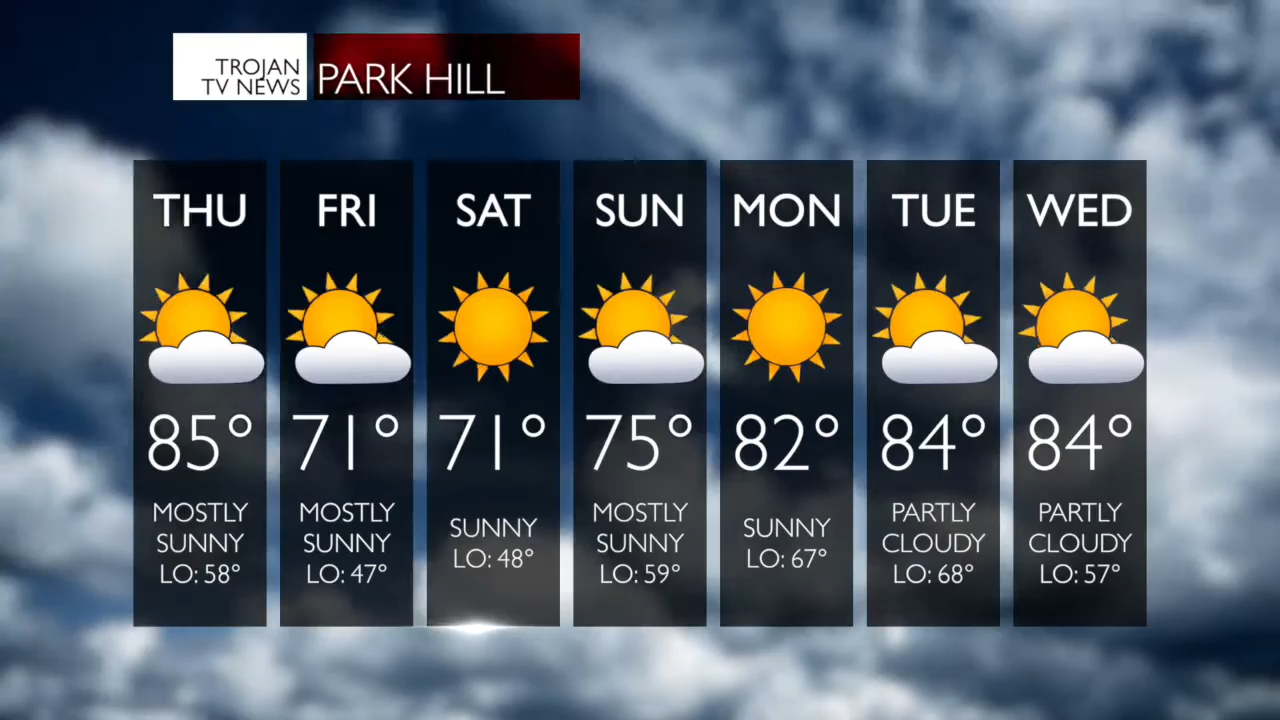 TROJAN
TV NEWS
PARK HILL
THU
85°
MOSTLY
SUNNY
LO: 58°
FRI
71°
MOSTLY
SUNNY
LO: 47°
SAT
71°
SUNNY
LO: 48°
SUN
75°
MOSTLY
SUNNY
LO: 59°
MON
82°
SUNNY
LO: 67°
TUE
84°
PARTLY
CLOUDY
LO: 68°
WED
84°
PARTLY
CLOUDY
LO: 57°